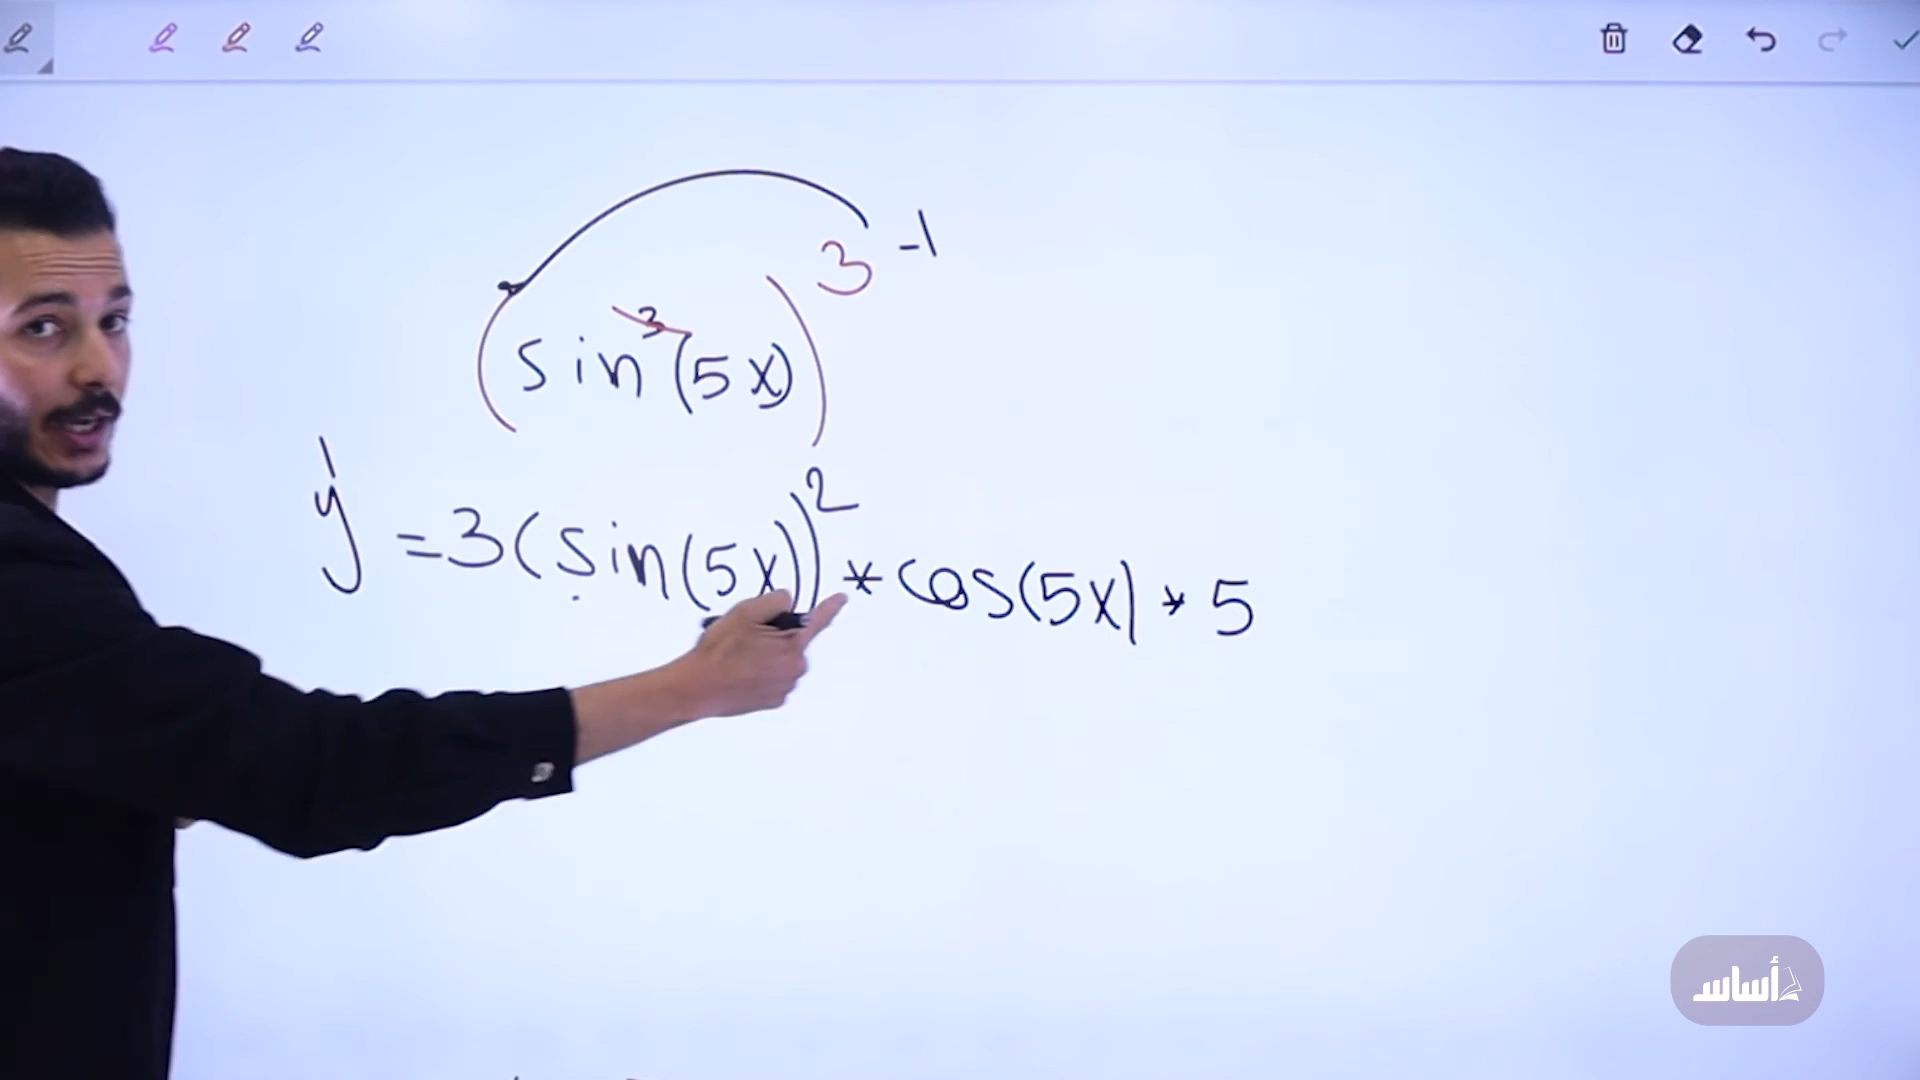 (sin³(5x))³ -1
y' = 3(sin(5x))² * cos(5x) * 5
أساس